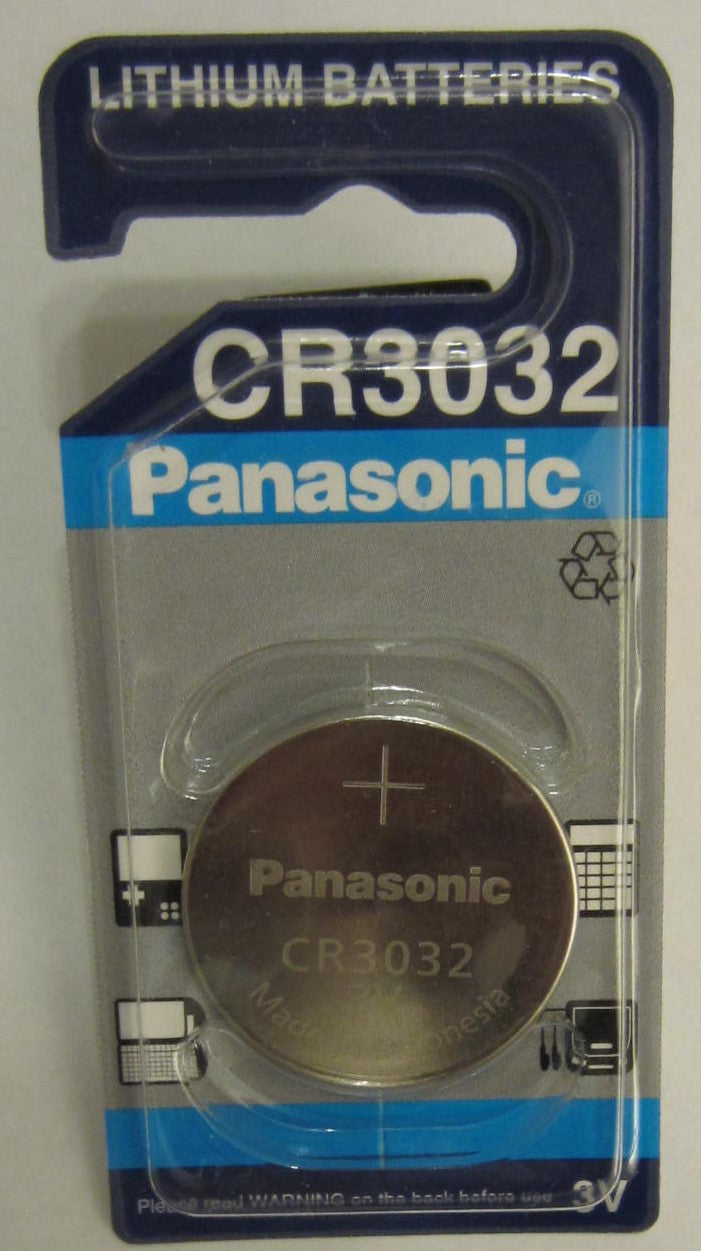 LITHIUM BATTERIES
CR3032
Panasonic®
+
Panasonic
CR3032
Please read WARNING on the back before use
3V